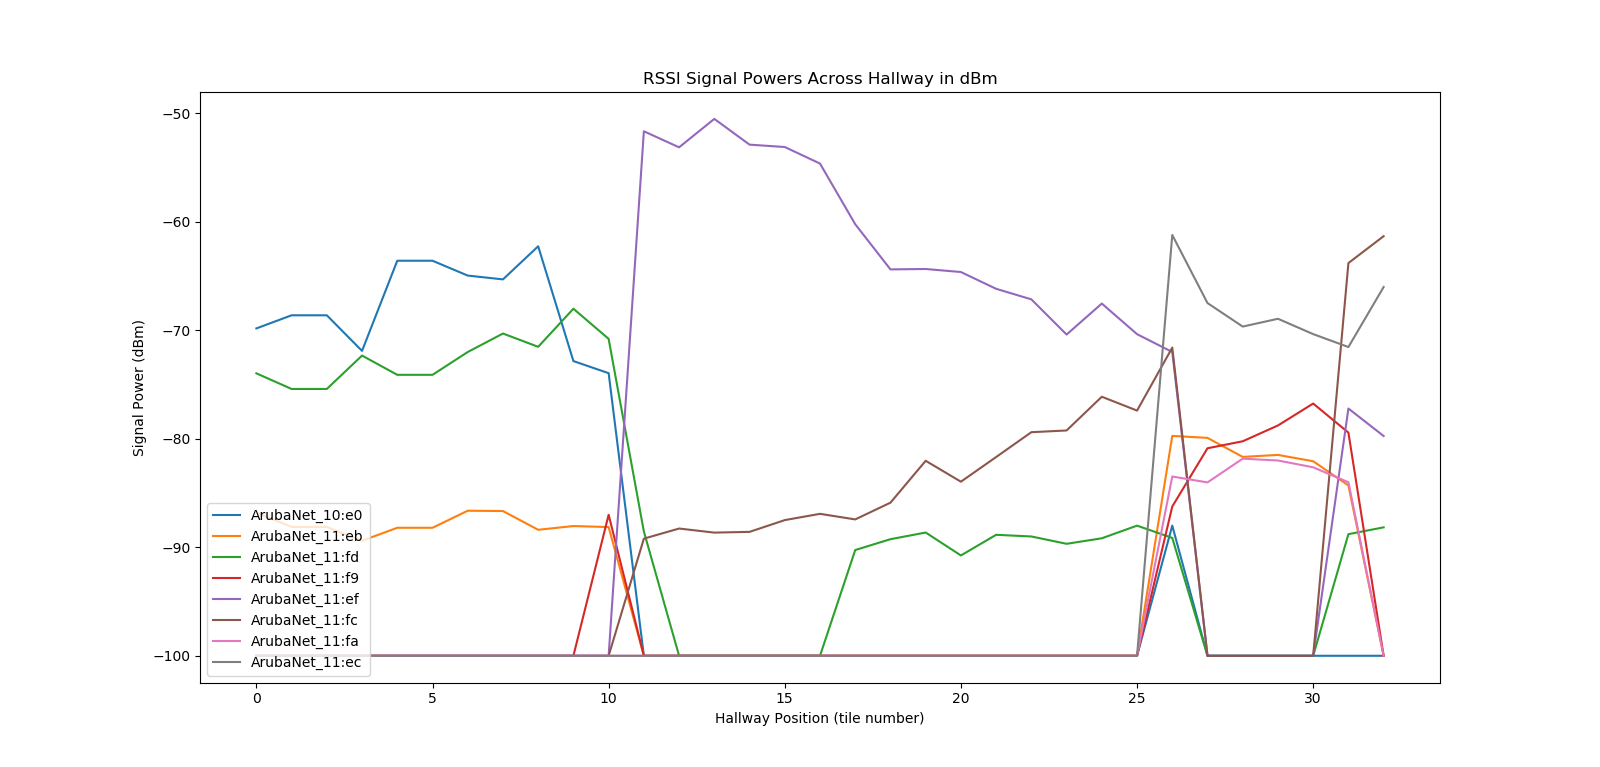 RSSI Signal Powers Across Hallway in dBm
−50
−60
−70
−80
−90
−100
Signal Power (dBm)
ArubaNet_10:e0
ArubaNet_11:eb
ArubaNet_11:fd
ArubaNet_11:f9
ArubaNet_11:ef
ArubaNet_11:fc
ArubaNet_11:fa
ArubaNet_11:ec
0 5 10 15 20 25 30
Hallway Position (tile number)